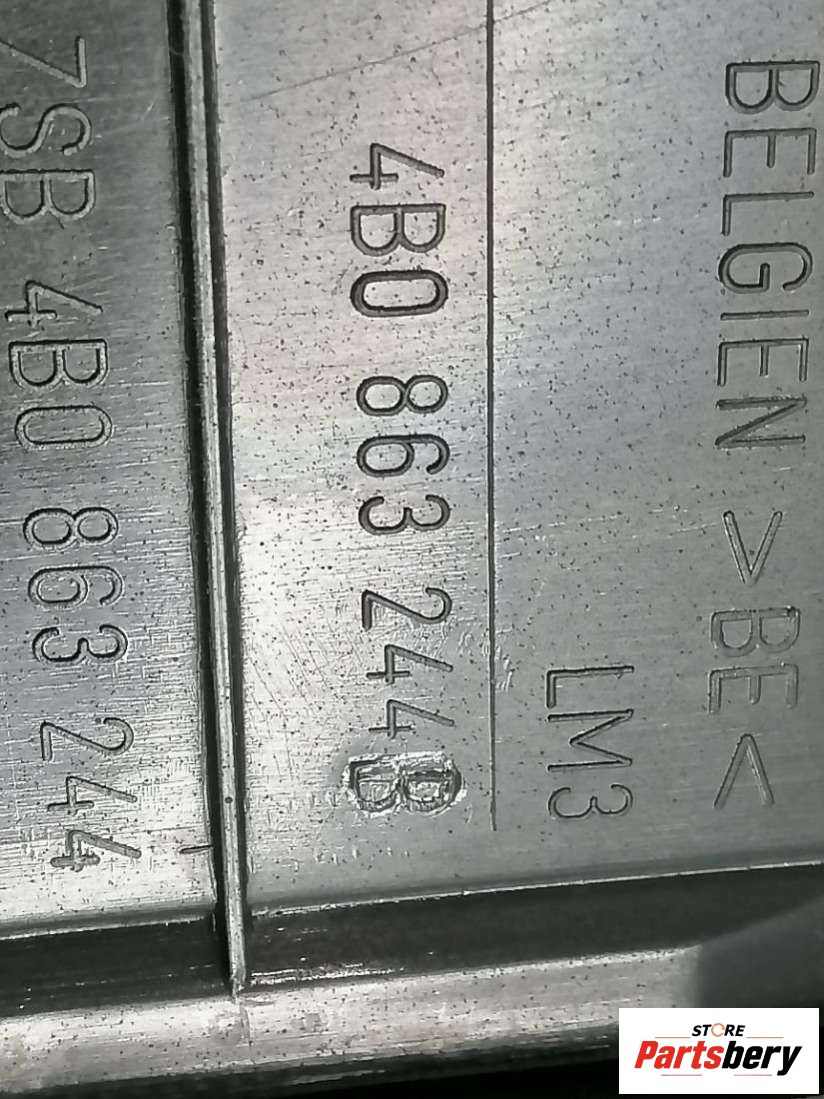 BELGIEN >BE<
LM3
4B0 863 244 B
7SB 4B0 863 244
STORE
Partsbery